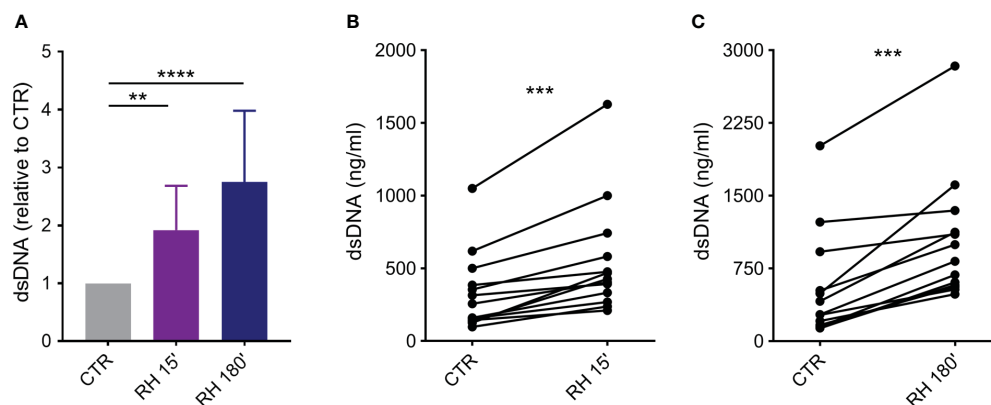 A
dsDNA (relative to CTR)
5
4
3
2
1
0
****
**
CTR
RH 15'
RH 180'
B
dsDNA (ng/ml)
2000
1500
1000
500
0
***
CTR
RH 15'
C
dsDNA (ng/ml)
3000
2250
1500
750
0
***
CTR
RH 180'